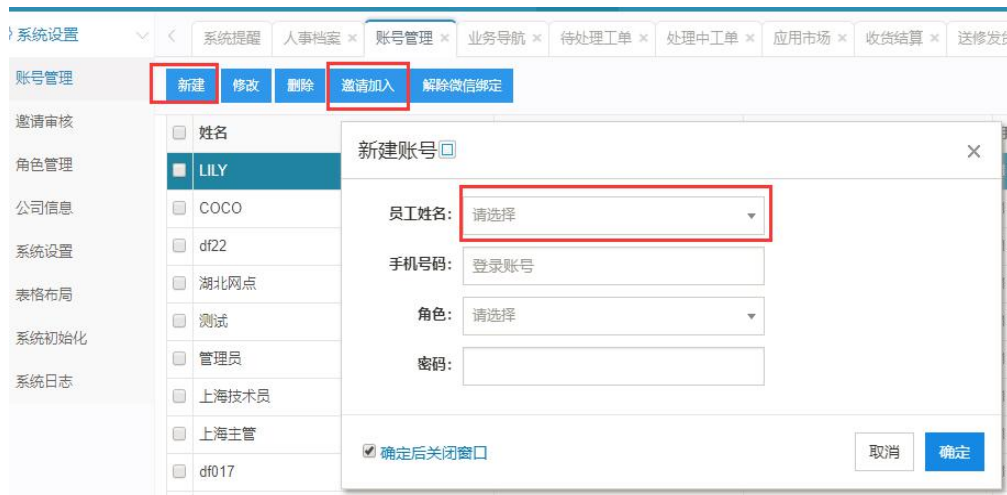 系统设置
系统提醒 人事档案 × 账号管理 × 业务导航 × 待处理工单 × 处理中工单 × 应用市场 × 收货结算 × 送修发
账号管理
新建 修改 删除 邀请加入 解除微信绑定
邀请审核
姓名
新建账号
角色管理
LILY
公司信息
COCO
员工姓名: 请选择
系统设置
df22
手机号码: 登录账号
表格布局
湖北网点
角色: 请选择
系统初始化
测试
管理员
密码:
系统日志
上海技术员
上海主管
确定后关闭窗口
取消 确定
df017